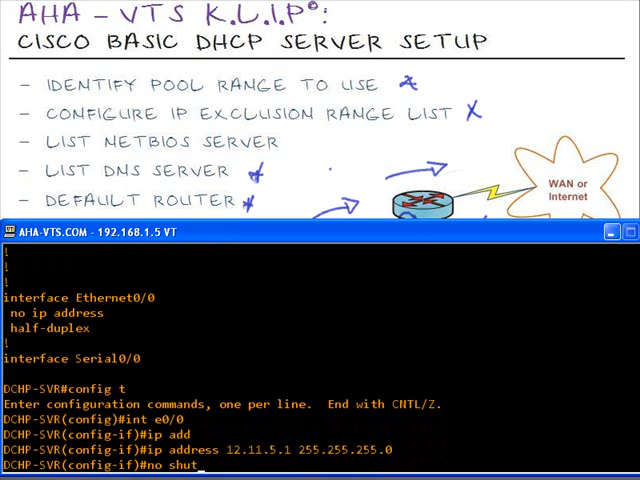 AHA - VTS K.L.I.P©:
CISCO BASIC DHCP SERVER SETUP
- IDENTIFY POOL RANGE TO USE
- CONFIGURE IP EXCLUSION RANGE LIST
- LIST NETBIOS SERVER
- LIST DNS SERVER
- DEFAULT ROUTER
WAN or
Internet
AHA-VTS.COM - 192.168.1.5 VT
!
!
!
interface Ethernet0/0
no ip address
half-duplex
!
interface Serial0/0
DCHP-SVR#config t
Enter configuration commands, one per line. End with CNTL/Z.
DCHP-SVR(config)#int e0/0
DCHP-SVR(config-if)#ip add
DCHP-SVR(config-if)#ip address 12.11.5.1 255.255.255.0
DCHP-SVR(config-if)#no shut_